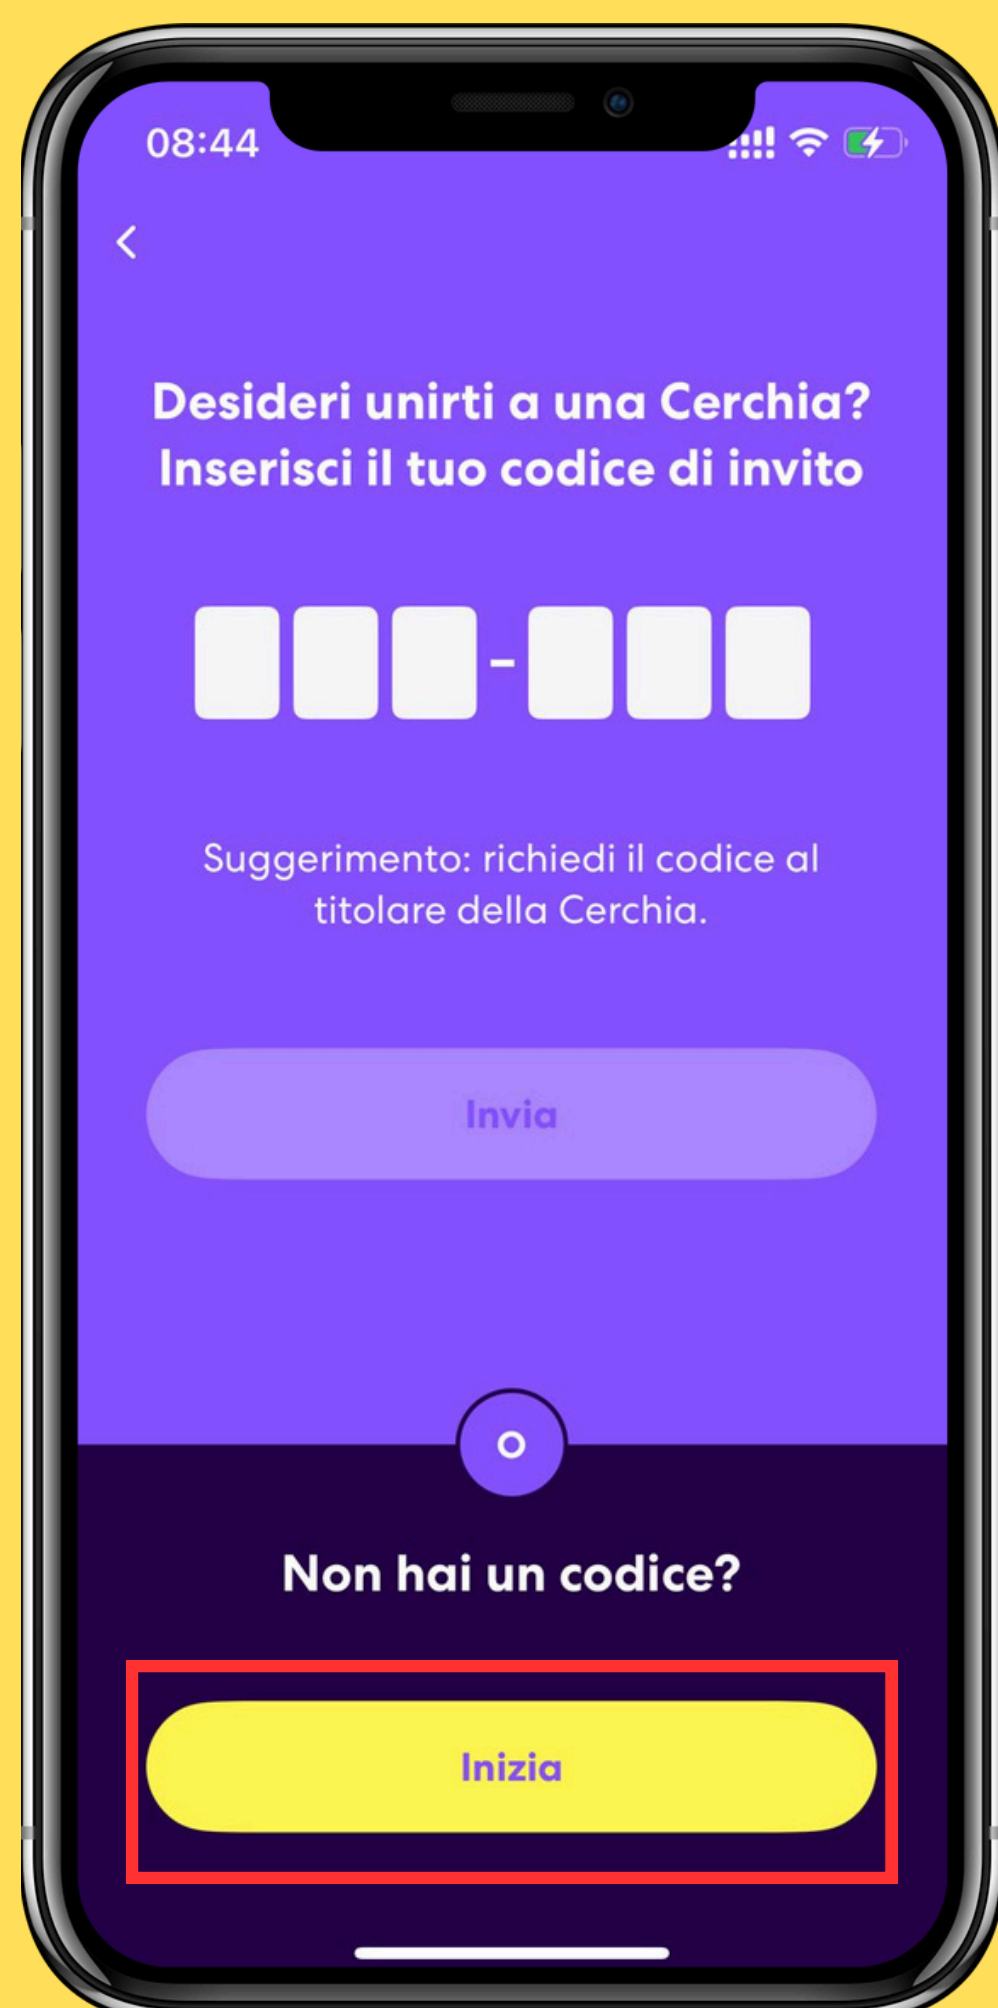 08:44
Desideri unirti a una Cerchia?
Inserisci il tuo codice di invito
-
Suggerimento: richiedi il codice al
titolare della Cerchia.
Invia
o
Non hai un codice?
Inizia